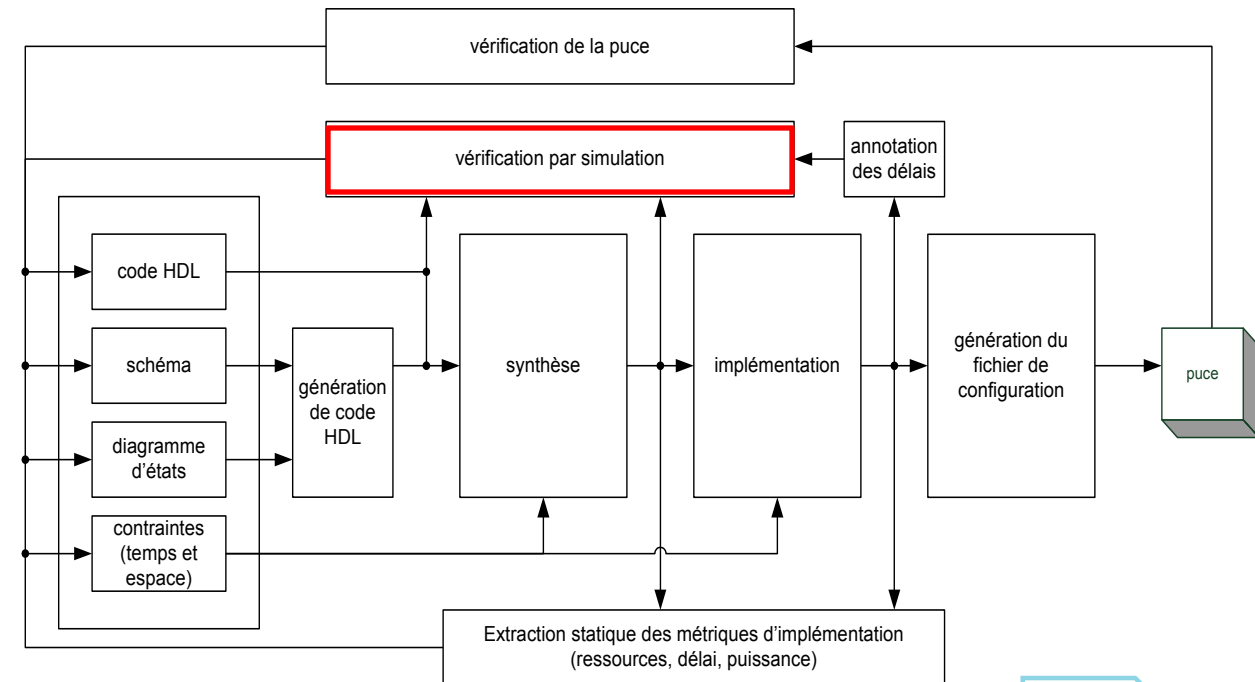 vérification de la puce
vérification par simulation
annotation
des délais
code HDL
schéma
génération
de code
HDL
synthèse
implémentation
génération du
fichier de
configuration
puce
diagramme
d'états
contraintes
(temps et
espace)
Extraction statique des métriques d'implémentation
(ressources, délai, puissance)